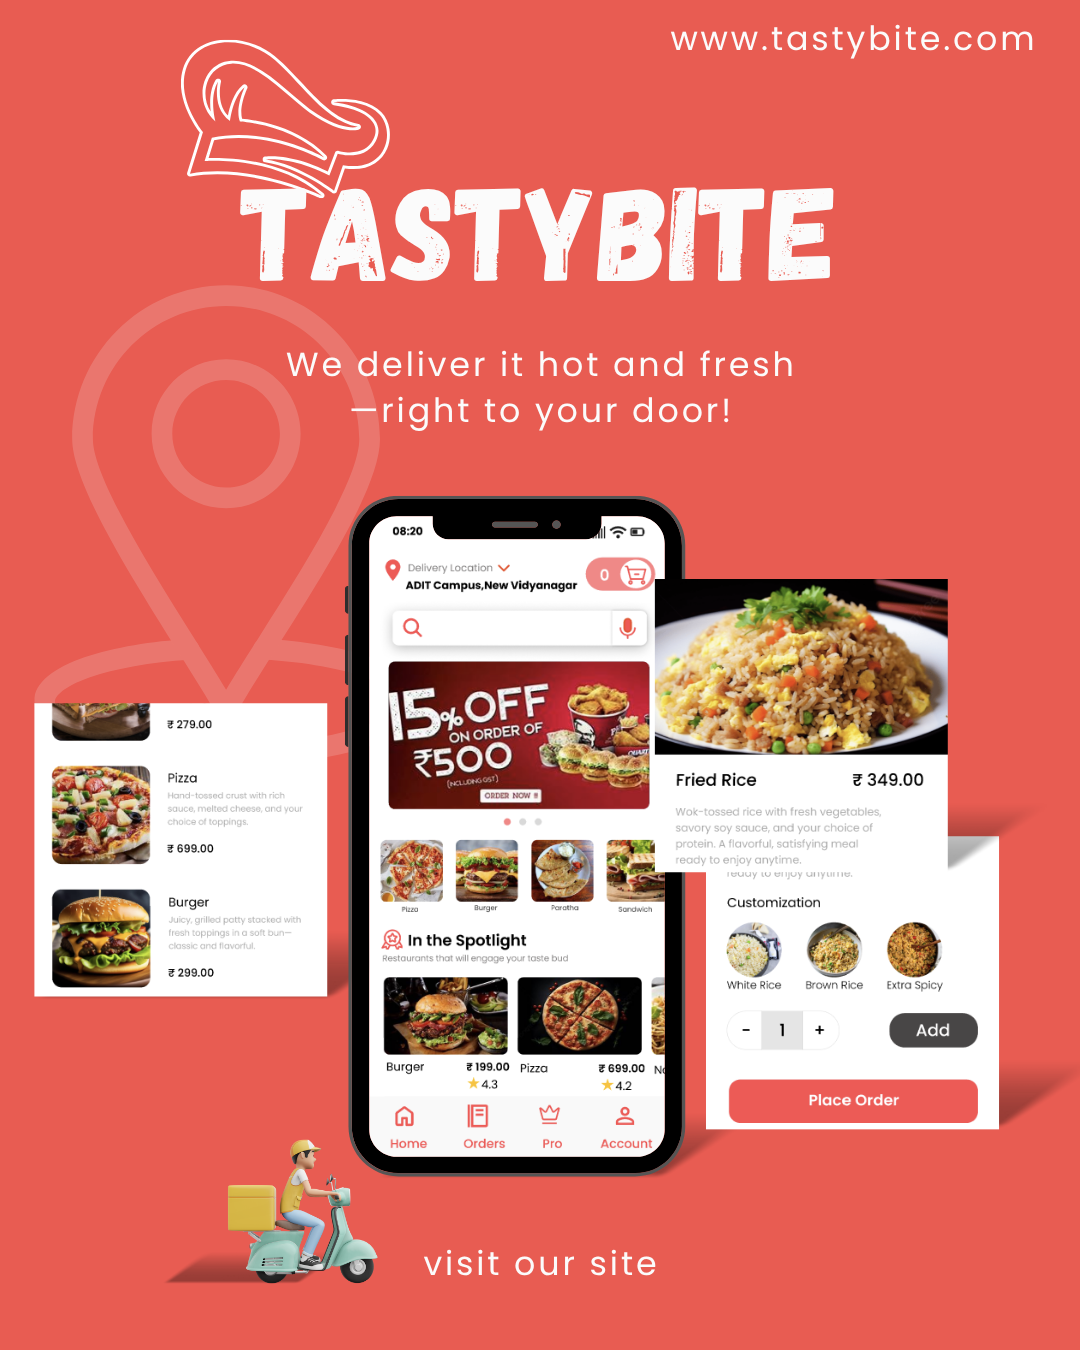 www.tastybite.com
TASTYBITE
We deliver it hot and fresh
—right to your door!
08:20
Delivery Location
ADIT Campus,New Vidyanagar
0
15% OFF
ON ORDER OF
₹500
(INCLUDING GST)
ORDER NOW !!
Pizza
Burger
Paratha
Sandwich
In the Spotlight
Restaurants that will engage your taste bud
Burger
₹ 199.00
4.3
Pizza
₹ 699.00
4.2
Home
Orders
Pro
Account
₹ 279.00
Pizza
Hand-tossed crust with rich
sauce, melted cheese, and your
choice of toppings.
₹ 699.00
Burger
Juicy, grilled patty stacked with
fresh toppings in a soft bun—
classic and flavorful.
₹ 299.00
Fried Rice
₹ 349.00
Wok-tossed rice with fresh vegetables,
savory soy sauce, and your choice of
protein. A flavorful, satisfying meal
ready to enjoy anytime.
ready to enjoy anytime.
Customization
White Rice
Brown Rice
Extra Spicy
- 1 +
Add
Place Order
visit our site